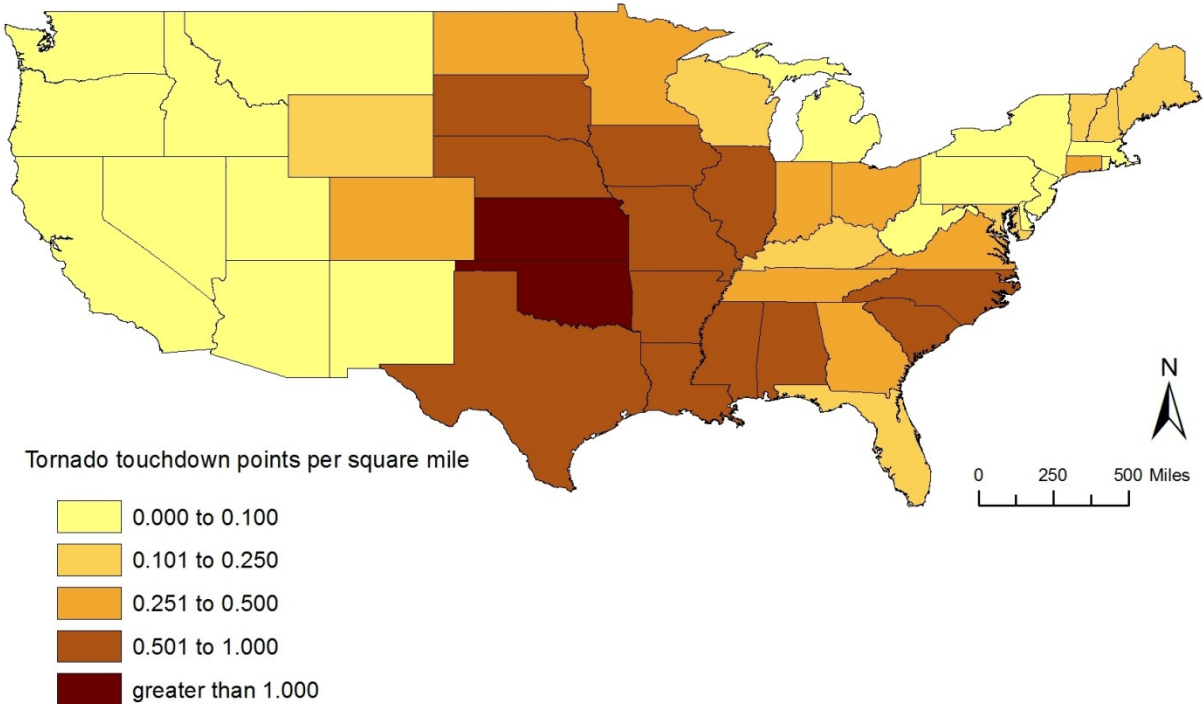 N
0 250 500 Miles
Tornado touchdown points per square mile
0.000 to 0.100
0.101 to 0.250
0.251 to 0.500
0.501 to 1.000
greater than 1.000